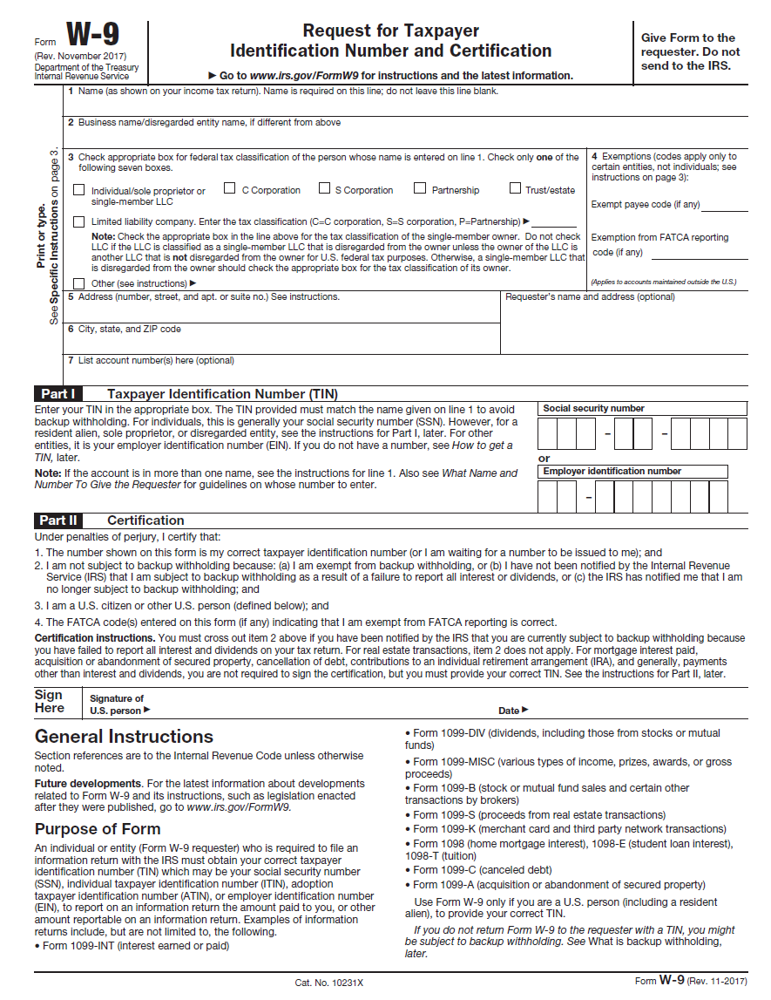 Form W-9
(Rev. November 2017)
Department of the Treasury
Internal Revenue Service
Request for Taxpayer
Identification Number and Certification
▶ Go to www.irs.gov/FormW9 for instructions and the latest information.
Give Form to the
requester. Do not
send to the IRS.
Print or type.
See Specific Instructions on page 3.
1 Name (as shown on your income tax return). Name is required on this line; do not leave this line blank.
2 Business name/disregarded entity name, if different from above
3 Check appropriate box for federal tax classification of the person whose name is entered on line 1. Check only one of the
following seven boxes.
Individual/sole proprietor or
single-member LLC
C Corporation
S Corporation
Partnership
Trust/estate
Limited liability company. Enter the tax classification (C=C corporation, S=S corporation, P=Partnership) ▶
Note: Check the appropriate box in the line above for the tax classification of the single-member owner. Do not check
LLC if the LLC is classified as a single-member LLC that is disregarded from the owner unless the owner of the LLC is
another LLC that is not disregarded from the owner for U.S. federal tax purposes. Otherwise, a single-member LLC that
is disregarded from the owner should check the appropriate box for the tax classification of its owner.
Other (see instructions) ▶
4 Exemptions (codes apply only to
certain entities, not individuals; see
instructions on page 3):
Exempt payee code (if any)
Exemption from FATCA reporting
code (if any)
(Applies to accounts maintained outside the U.S.)
5 Address (number, street, and apt. or suite no.) See instructions.
Requester's name and address (optional)
6 City, state, and ZIP code
7 List account number(s) here (optional)
Part I Taxpayer Identification Number (TIN)
Enter your TIN in the appropriate box. The TIN provided must match the name given on line 1 to avoid
backup withholding. For individuals, this is generally your social security number (SSN). However, for a
resident alien, sole proprietor, or disregarded entity, see the instructions for Part I, later. For other
entities, it is your employer identification number (EIN). If you do not have a number, see How to get a
TIN, later.
Note: If the account is in more than one name, see the instructions for line 1. Also see What Name and
Number To Give the Requester for guidelines on whose number to enter.
Social security number
– –
or
Employer identification number
–
Part II Certification
Under penalties of perjury, I certify that:
1. The number shown on this form is my correct taxpayer identification number (or I am waiting for a number to be issued to me); and
2. I am not subject to backup withholding because: (a) I am exempt from backup withholding, or (b) I have not been notified by the Internal Revenue
Service (IRS) that I am subject to backup withholding as a result of a failure to report all interest or dividends, or (c) the IRS has notified me that I am
no longer subject to backup withholding; and
3. I am a U.S. citizen or other U.S. person (defined below); and
4. The FATCA code(s) entered on this form (if any) indicating that I am exempt from FATCA reporting is correct.
Certification instructions. You must cross out item 2 above if you have been notified by the IRS that you are currently subject to backup withholding because
you have failed to report all interest and dividends on your tax return. For real estate transactions, item 2 does not apply. For mortgage interest paid,
acquisition or abandonment of secured property, cancellation of debt, contributions to an individual retirement arrangement (IRA), and generally, payments
other than interest and dividends, you are not required to sign the certification, but you must provide your correct TIN. See the instructions for Part II, later.
Sign
Here
Signature of
U.S. person ▶
Date ▶
General Instructions
Section references are to the Internal Revenue Code unless otherwise
noted.
Future developments. For the latest information about developments
related to Form W-9 and its instructions, such as legislation enacted
after they were published, go to www.irs.gov/FormW9.
Purpose of Form
An individual or entity (Form W-9 requester) who is required to file an
information return with the IRS must obtain your correct taxpayer
identification number (TIN) which may be your social security number
(SSN), individual taxpayer identification number (ITIN), adoption
taxpayer identification number (ATIN), or employer identification number
(EIN), to report on an information return the amount paid to you, or other
amount reportable on an information return. Examples of information
returns include, but are not limited to, the following.
• Form 1099-INT (interest earned or paid)
• Form 1099-DIV (dividends, including those from stocks or mutual
funds)
• Form 1099-MISC (various types of income, prizes, awards, or gross
proceeds)
• Form 1099-B (stock or mutual fund sales and certain other
transactions by brokers)
• Form 1099-S (proceeds from real estate transactions)
• Form 1099-K (merchant card and third party network transactions)
• Form 1098 (home mortgage interest), 1098-E (student loan interest),
1098-T (tuition)
• Form 1099-C (canceled debt)
• Form 1099-A (acquisition or abandonment of secured property)
Use Form W-9 only if you are a U.S. person (including a resident
alien), to provide your correct TIN.
If you do not return Form W-9 to the requester with a TIN, you might
be subject to backup withholding. See What is backup withholding,
later.
Cat. No. 10231X
Form W-9 (Rev. 11-2017)